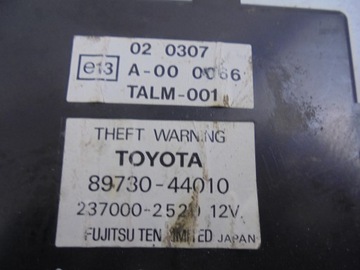 02 0307
e13 A-00 0066
TALM-001
THEFT WARNING
TOYOTA
89730-44010
237000-2520 12V
FUJITSU TEN LIMITED JAPAN